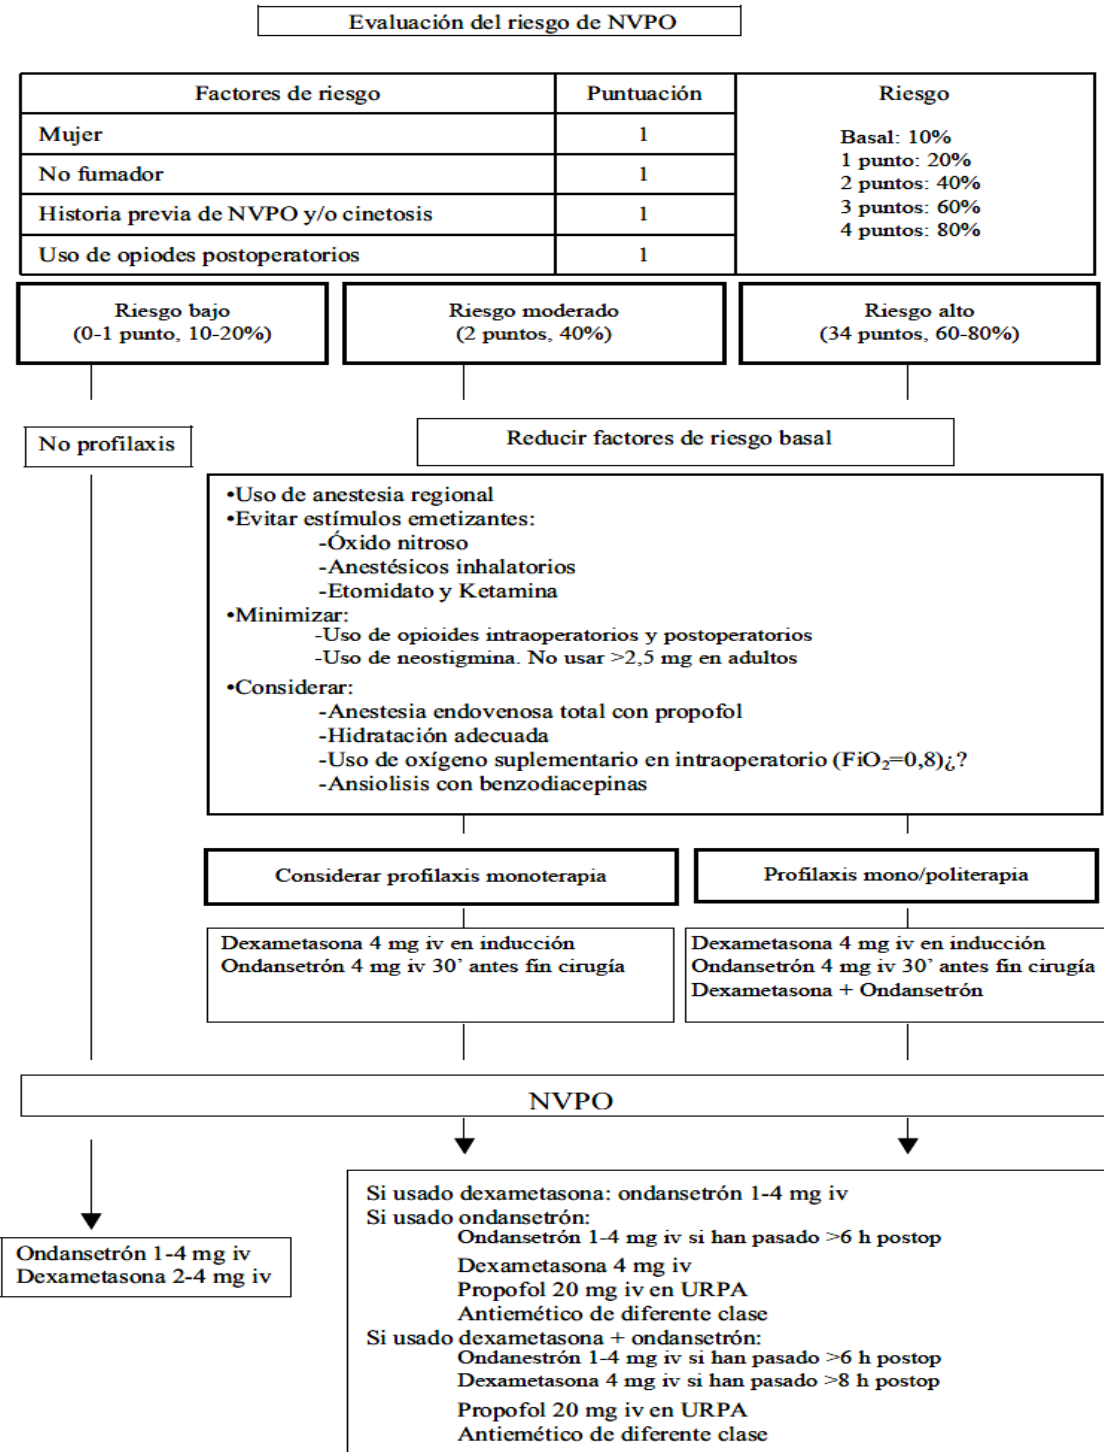 Evaluación del riesgo de NVPO
Factores de riesgo
Puntuación
Riesgo
Mujer
1
No fumador
1
Historia previa de NVPO y/o cinetosis
1
Uso de opiodes postoperatorios
1
Basal: 10%
1 punto: 20%
2 puntos: 40%
3 puntos: 60%
4 puntos: 80%
Riesgo bajo
(0-1 punto, 10-20%)
Riesgo moderado
(2 puntos, 40%)
Riesgo alto
(34 puntos, 60-80%)
No profilaxis
Reducir factores de riesgo basal
•Uso de anestesia regional
•Evitar estímulos emetizantes:
-Óxido nitroso
-Anestésicos inhalatorios
-Etomidato y Ketamina
•Minimizar:
-Uso de opioides intraoperatorios y postoperatorios
-Uso de neostigmina. No usar >2,5 mg en adultos
•Considerar:
-Anestesia endovenosa total con propofol
-Hidratación adecuada
-Uso de oxígeno suplementario en intraoperatorio (FiO₂=0,8)¿?
-Ansiolisis con benzodiacepinas
Considerar profilaxis monoterapia
Profilaxis mono/politerapia
Dexametasona 4 mg iv en inducción
Ondansetrón 4 mg iv 30’ antes fin cirugía
Dexametasona 4 mg iv en inducción
Ondansetrón 4 mg iv 30’ antes fin cirugía
Dexametasona + Ondansetrón
NVPO
Ondansetrón 1-4 mg iv
Dexametasona 2-4 mg iv
Si usado dexametasona: ondansetrón 1-4 mg iv
Si usado ondansetrón:
Ondansetrón 1-4 mg iv si han pasado >6 h postop
Dexametasona 4 mg iv
Propofol 20 mg iv en URPA
Antiemético de diferente clase
Si usado dexametasona + ondansetrón:
Ondanestrón 1-4 mg iv si han pasado >6 h postop
Dexametasona 4 mg iv si han pasado >8 h postop
Propofol 20 mg iv en URPA
Antiemético de diferente clase